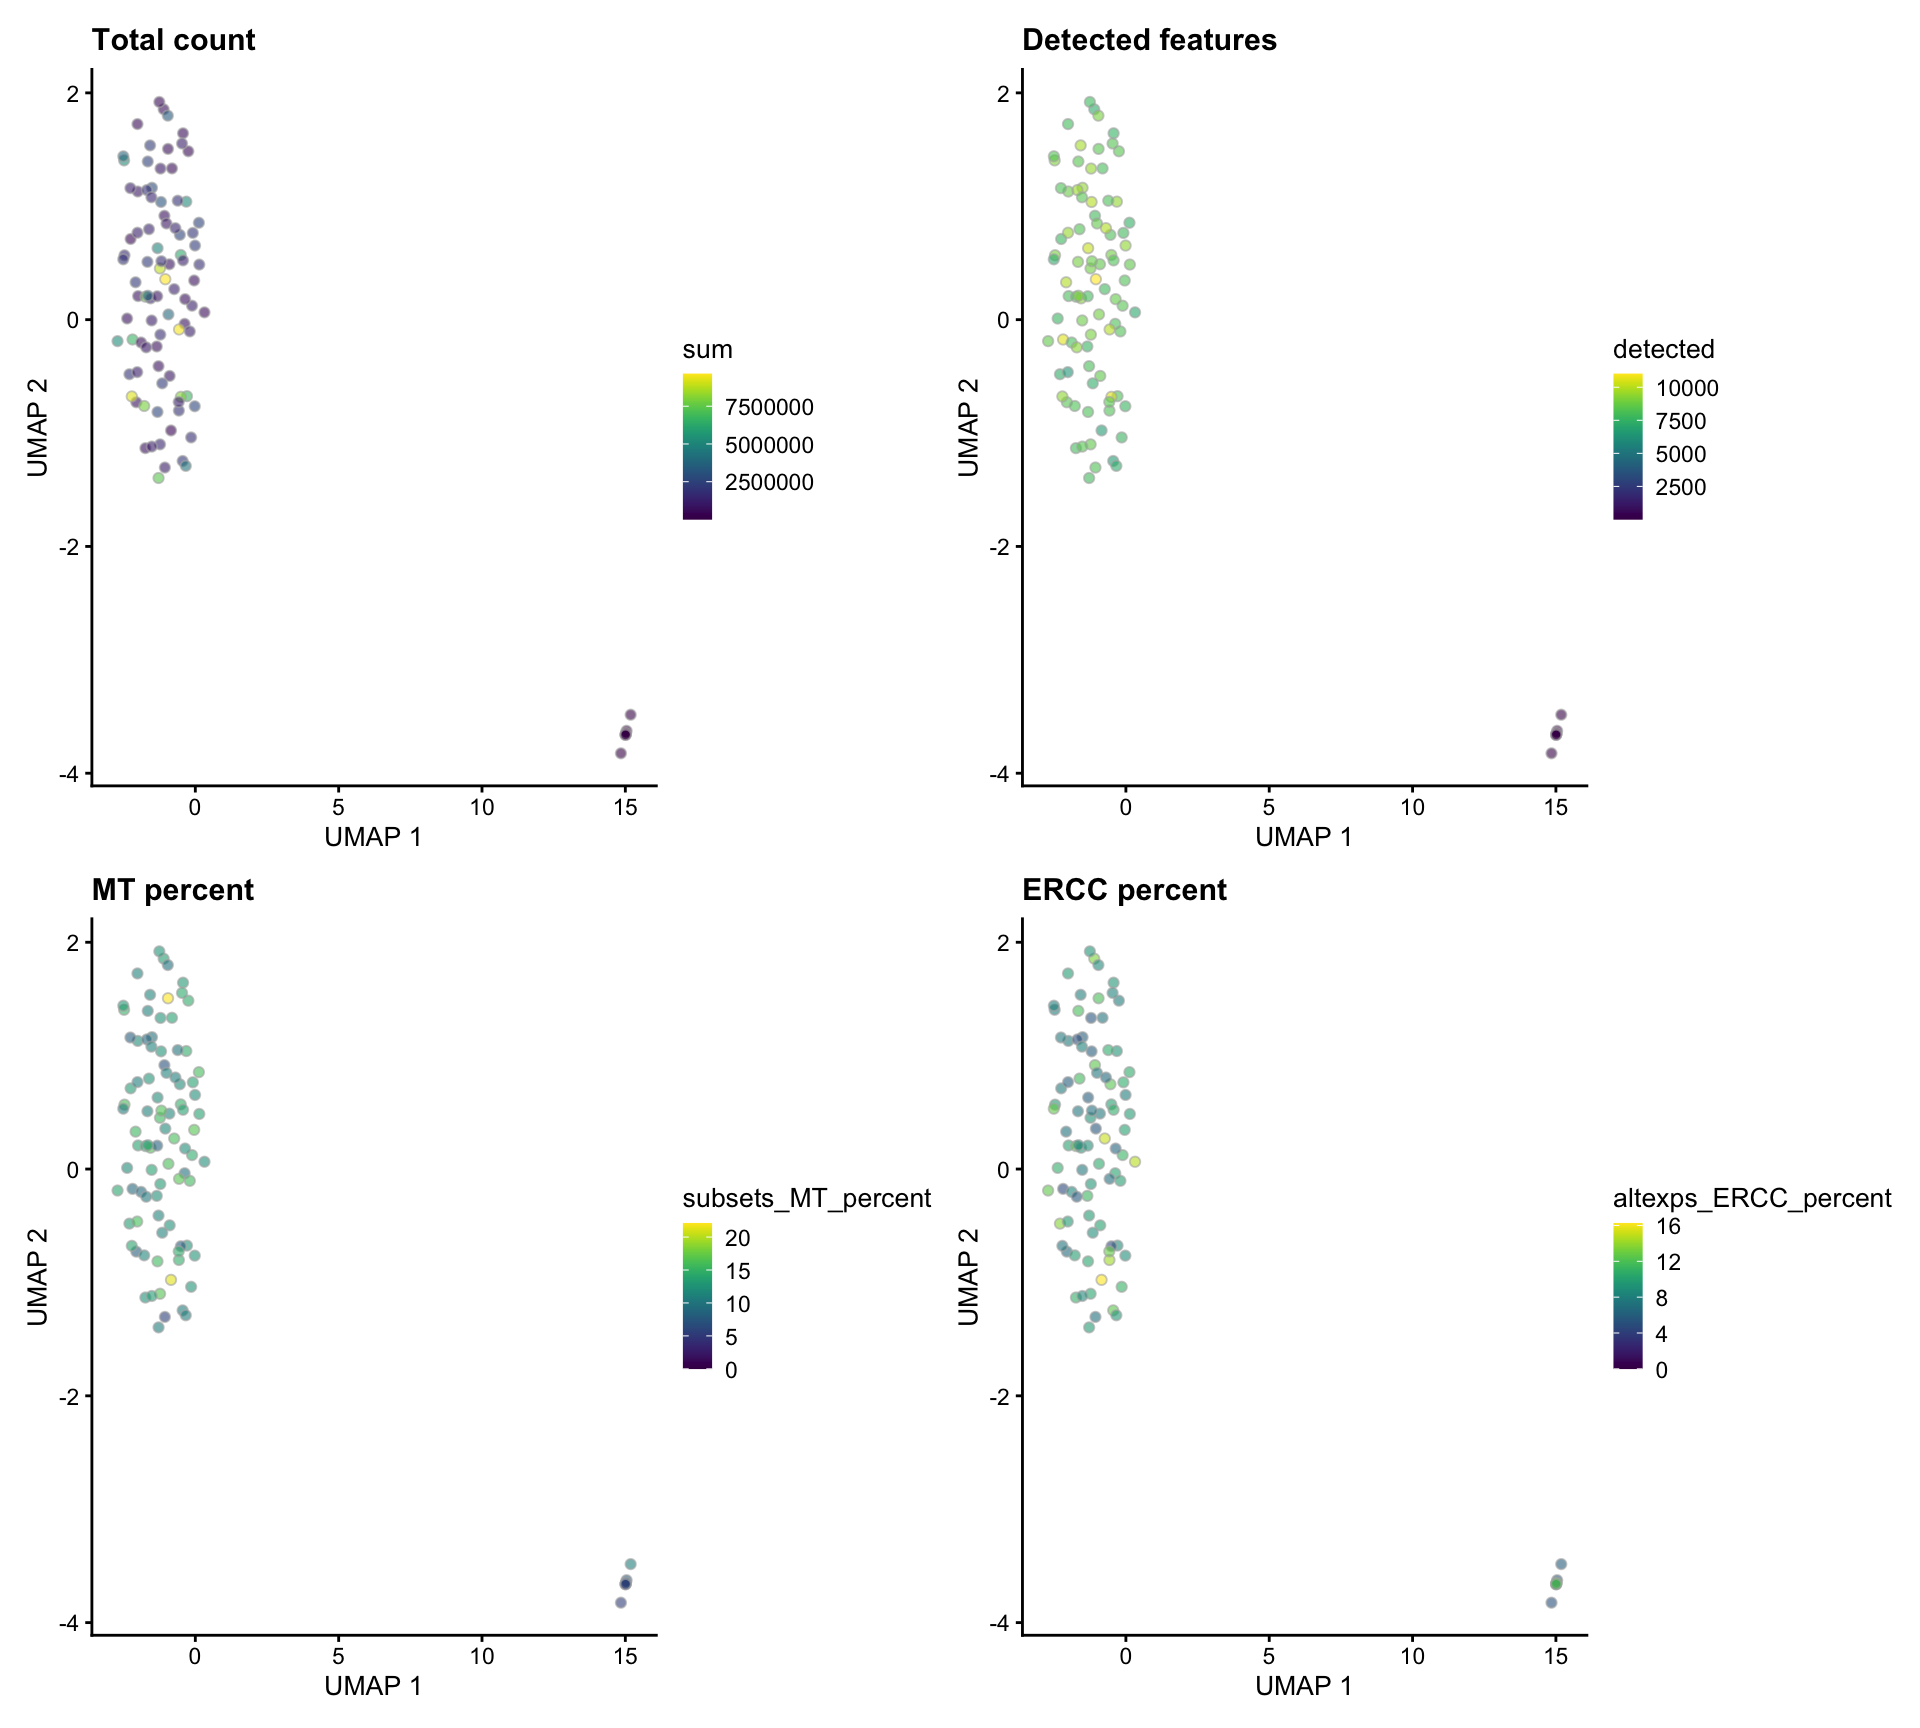 Total count
2
0
-2
-4
0 5 10 15
UMAP 1
UMAP 2
sum
7500000
5000000
2500000
Detected features
2
0
-2
-4
0 5 10 15
UMAP 1
UMAP 2
detected
10000
7500
5000
2500
MT percent
2
0
-2
-4
0 5 10 15
UMAP 1
UMAP 2
subsets_MT_percent
20
15
10
5
0
ERCC percent
2
0
-2
-4
0 5 10 15
UMAP 1
UMAP 2
altexps_ERCC_percent
16
12
8
4
0